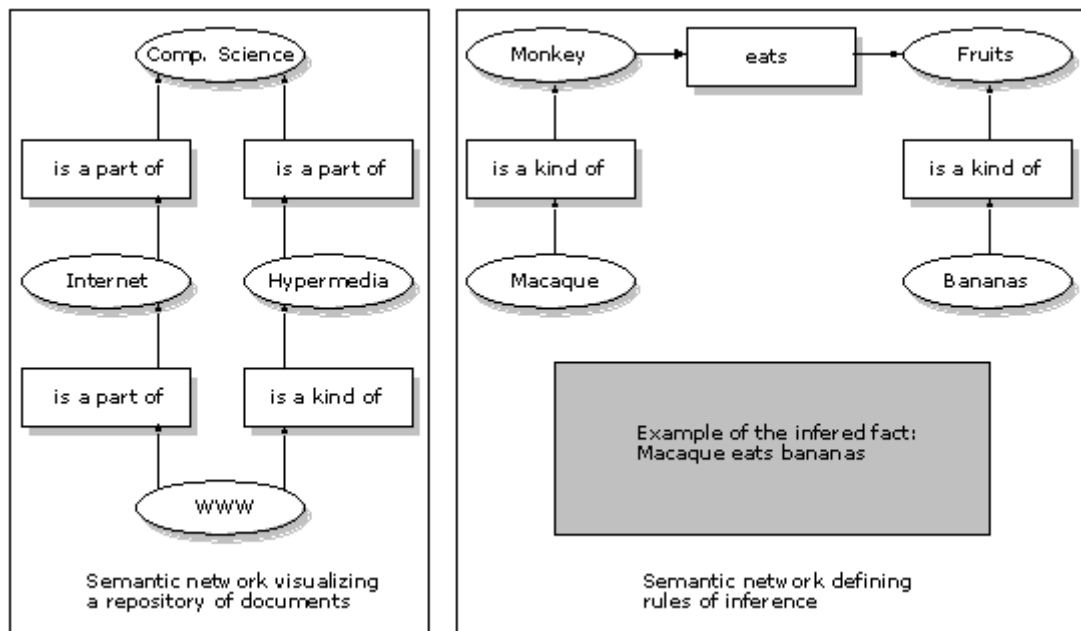 Comp. Science
is a part of
is a part of
Internet
Hypermedia
is a part of
is a kind of
WWW
Semantic network visualizing
a repository of documents
Monkey
eats
Fruits
is a kind of
is a kind of
Macaque
Bananas
Example of the infered fact:
Macaque eats bananas
Semantic network defining
rules of inference